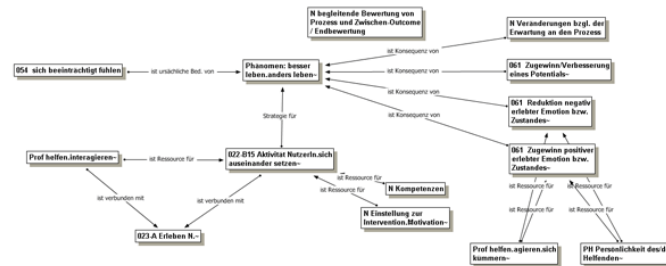 N begleitende Bewertung von
Prozess und Zwischen-Outcome
/ Endbewertung
N Veränderungen bzgl. der
Erwartung an den Prozess
ist Konsequenz von
054 sich beeintrachtigt fühlen~
ist ursächliche Bed. von
Phänomen: besser
leben.anders leben~
ist Konsequenz von
061 Zugewinn/Verbesserung
eines Potentials~
ist Konsequenz von
061 Reduktion negativ
erlebter Emotion bzw.
Zustandes~
ist Konsequenz von
Strategie für
061 Zugewinn positiver
erlebter Emotion bzw.
Zustandes~
Prof helfen.interagieren~
ist Ressource für
022-B15 Aktivität NutzerIn.sich
auseinander setzen~
ist Ressource für
N Kompetenzen
ist Ressource für
ist Ressource für
ist Ressource für
ist verbunden mit
ist verbunden mit
N Einstellung zur
Intervention.Motivation~
ist Ressource für
ist Ressource für
023-A Erleben N.~
Prof helfen.agieren.sich
kümmern~
PH Persönlichkeit des/d
Helfenden~